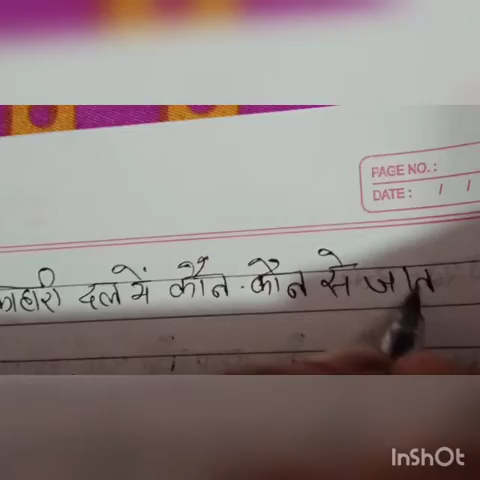 PAGE NO.:
DATE: / /
दल में कौन-कौन से जान
InShOt